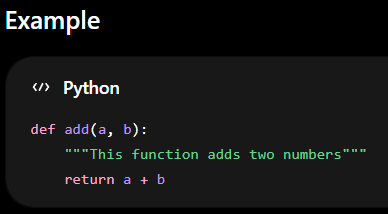 Example
</> Python
def add(a, b):
    """This function adds two numbers"""
    return a + b